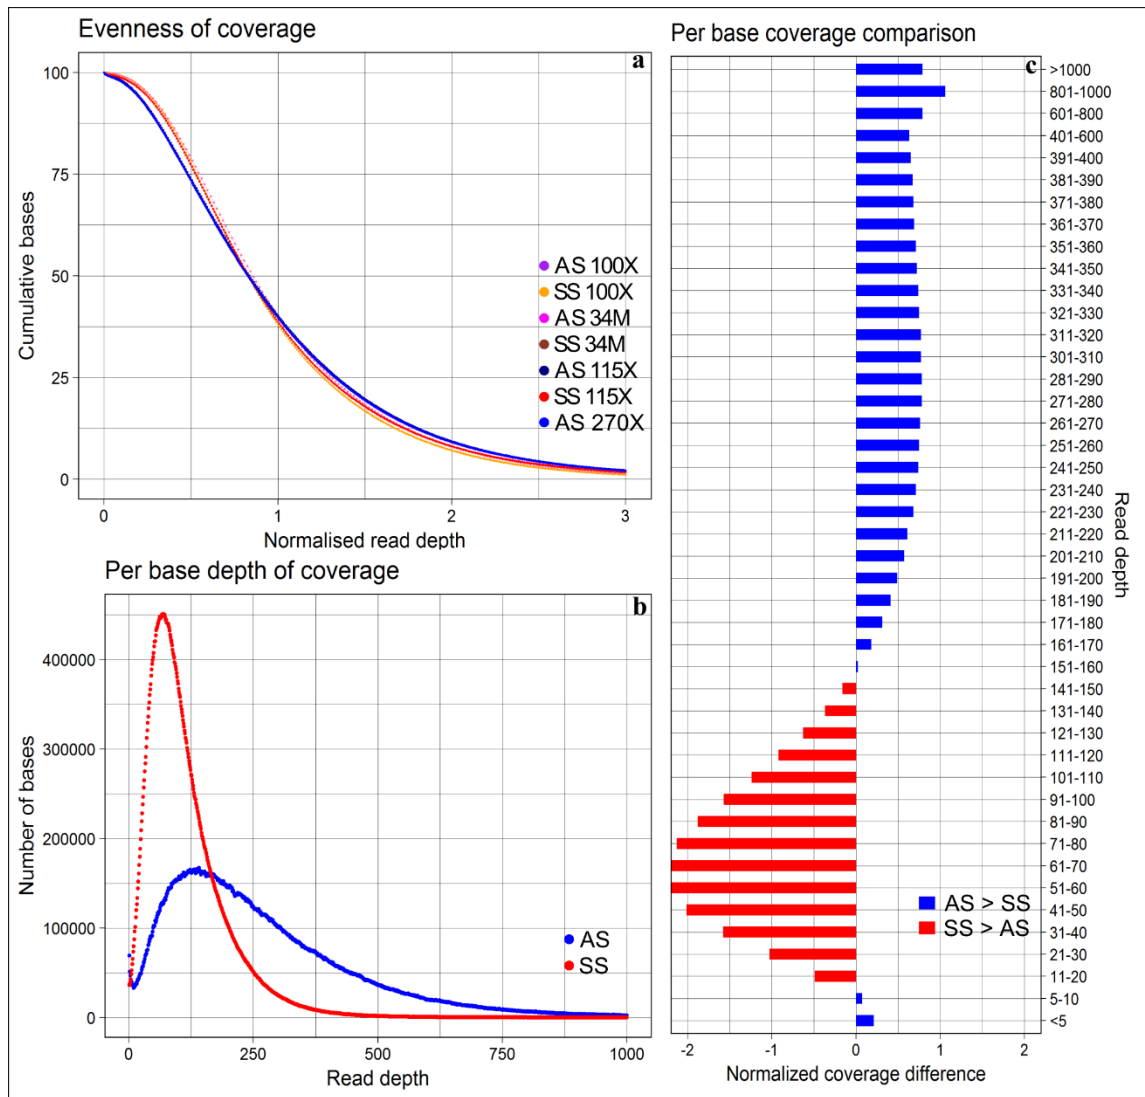 Evenness of coverage
a
100
75
50
25
0
Cumulative bases
AS 100X
SS 100X
AS 34M
SS 34M
AS 115X
SS 115X
AS 270X
0 1 2 3
Normalised read depth
Per base depth of coverage
b
400000
300000
200000
100000
0
Number of bases
AS
SS
0 250 500 750 1000
Read depth
Per base coverage comparison
c
>1000
801-1000
601-800
401-600
391-400
381-390
371-380
361-370
351-360
341-350
331-340
321-330
311-320
301-310
281-290
271-280
261-270
251-260
241-250
231-240
221-230
211-220
201-210
191-200
181-190
171-180
161-170
151-160
141-150
131-140
121-130
111-120
101-110
91-100
81-90
71-80
61-70
51-60
41-50
31-40
21-30
11-20
5-10
<5
Read depth
AS > SS
SS > AS
-2 -1 0 1 2
Normalized coverage difference